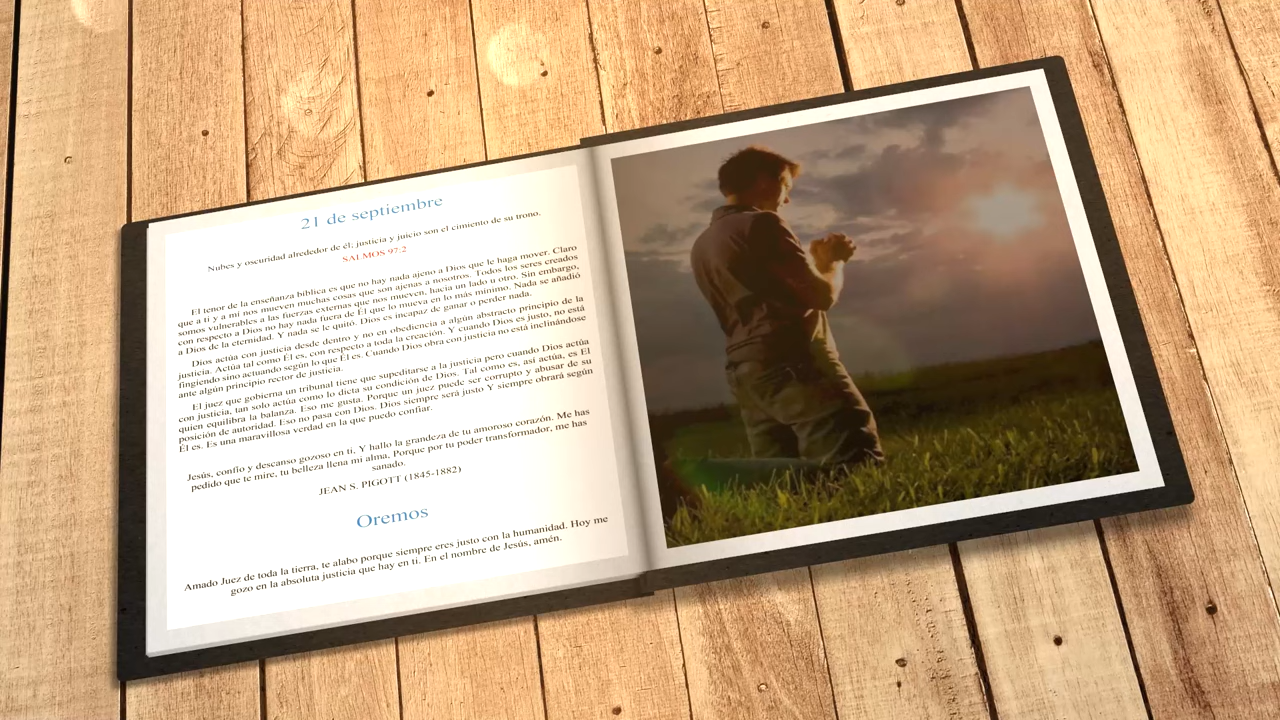 21 de septiembre
Nubes y oscuridad alrededor de él; justicia y juicio son el cimiento de su trono.
SALMOS 97.2
El tenor de la enseñanza bíblica es que no hay nada ajeno a Dios que le haga mover. Claro
que a ti y a mí nos mueven muchas cosas que son ajenas a nosotros. Todos los seres creados
somos vulnerables a las fuerzas externas que nos mueven, hacia un lado u otro. Sin embargo,
con respecto a Dios no hay nada fuera de Él que lo mueva en lo más mínimo. Nada se añadió
a Dios de la eternidad. Y nada se le quitó. Dios es incapaz de ganar o perder nada.
Dios actúa con justicia desde dentro y no en obediencia a algún abstracto principio de la
justicia. Actúa tal como Él es, con respecto a toda la creación. Y cuando Dios es justo, no está
fingiendo sino actuando según lo que Él es. Cuando Dios obra con justicia no está inclinándose
ante algún principio rector de justicia.
El juez que gobierna un tribunal tiene que supeditarse a la justicia pero cuando Dios actúa
con justicia, tan solo actúa como lo dicta su condición de Dios. Tal como es, así actúa, es El
quien equilibra la balanza. Eso me gusta. Porque un juez puede ser corrupto y abusar de su
posición de autoridad. Eso no pasa con Dios. Dios siempre será justo Y siempre obrará según
Él es. Es una maravillosa verdad en la que puedo confiar.
Jesús, confío y descanso gozoso en ti, Y hallo la grandeza de tu amoroso corazón. Me has
pedido que te mire, tu belleza llena mi alma, Porque por tu poder transformador, me has
sanado.
JEAN S. PIGOTT (1845-1882)
Oremos
Amado Juez de toda la tierra, te alabo porque siempre eres justo con la humanidad. Hoy me
gozo en la absoluta justicia que hay en ti. En el nombre de Jesús, amén.